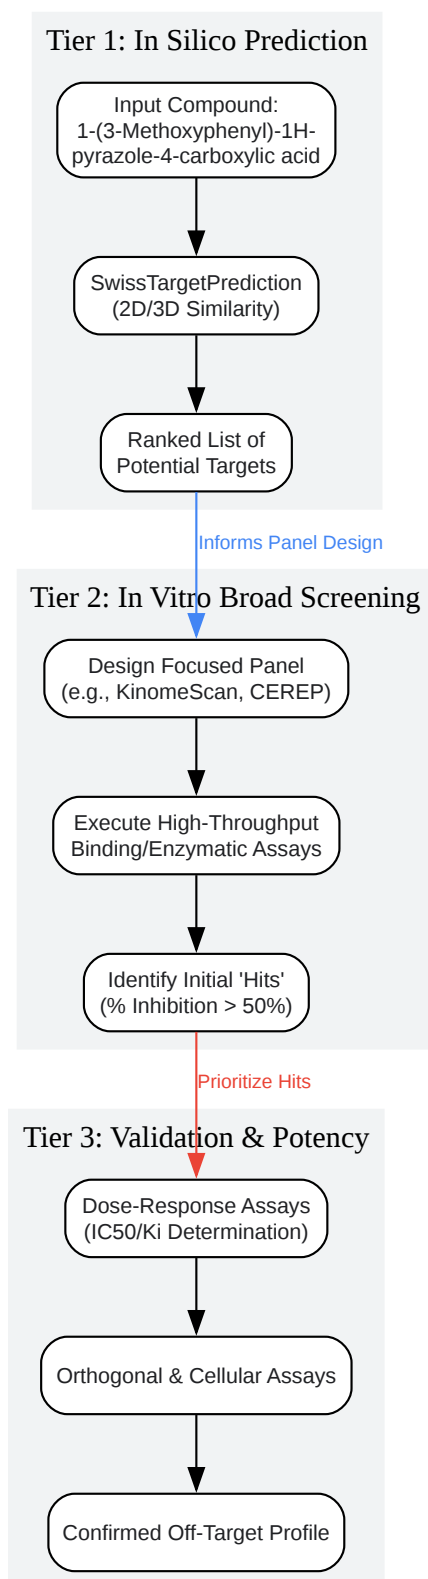 Tier 1: In Silico Prediction
Input Compound:
1-(3-Methoxyphenyl)-1H-
pyrazole-4-carboxylic acid
SwissTargetPrediction
(2D/3D Similarity)
Ranked List of
Potential Targets
Informs Panel Design
Tier 2: In Vitro Broad Screening
Design Focused Panel
(e.g., KinomeScan, CEREP)
Execute High-Throughput
Binding/Enzymatic Assays
Identify Initial 'Hits'
(% Inhibition > 50%)
Prioritize Hits
Tier 3: Validation & Potency
Dose-Response Assays
(IC50/Ki Determination)
Orthogonal & Cellular Assays
Confirmed Off-Target Profile